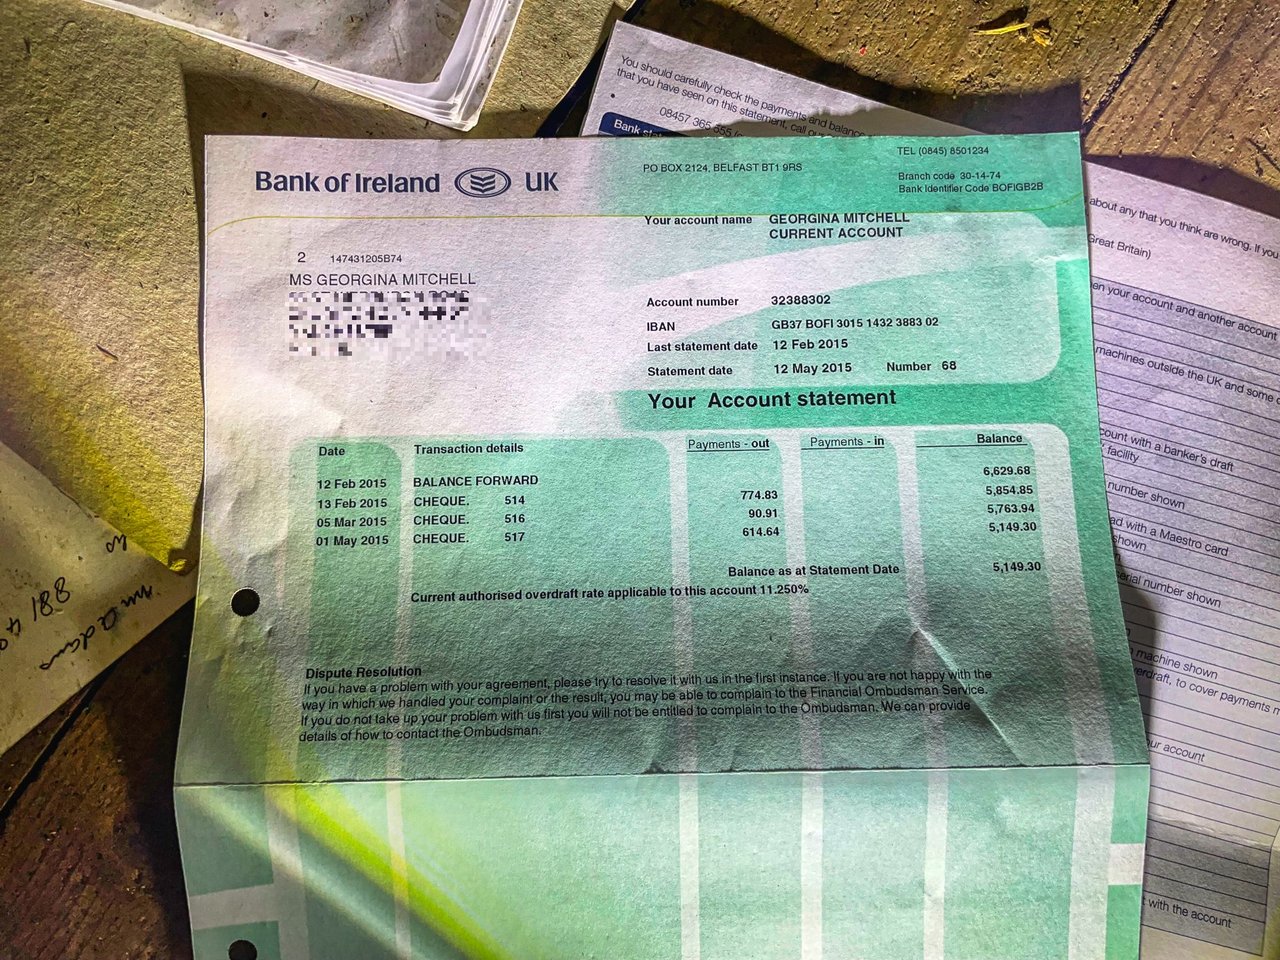 You should carefully check the payments and balance
that you have seen on this statement, call our
08457 365 555
Bank
Bank of Ireland UK
PO BOX 2124, BELFAST BT1 9RS
TEL (0845) 8501234
Branch code 30-14-74
Bank Identifier Code BOFIGB2B
Your account name GEORGINA MITCHELL
CURRENT ACCOUNT
2 147431205B74
MS GEORGINA MITCHELL
Account number 32388302
IBAN GB37 BOFI 3015 1432 3883 02
Last statement date 12 Feb 2015
Statement date 12 May 2015 Number 68
Your Account statement
Date Transaction details Payments - out Payments - in Balance
12 Feb 2015 BALANCE FORWARD 6,629.68
13 Feb 2015 CHEQUE. 514 774.83 5,854.85
05 Mar 2015 CHEQUE. 516 90.91 5,763.94
01 May 2015 CHEQUE. 517 614.64 5,149.30
Balance as at Statement Date 5,149.30
Current authorised overdraft rate applicable to this account 11.250%
Dispute Resolution
If you have a problem with your agreement, please try to resolve it with us in the first instance. If you are not happy with the
way in which we handled your complaint or the result, you may be able to complain to the Financial Ombudsman Service.
If you do not take up your problem with us first you will not be entitled to complain to the Ombudsman. We can provide
details of how to contact the Ombudsman.
about any that you think are wrong. If you
Great Britain)
your account and another account
machines outside the UK and some
with a banker's draft
facility
number shown
with a Maestro card
shown
number shown
machine shown
to cover payments
account
with the account
881